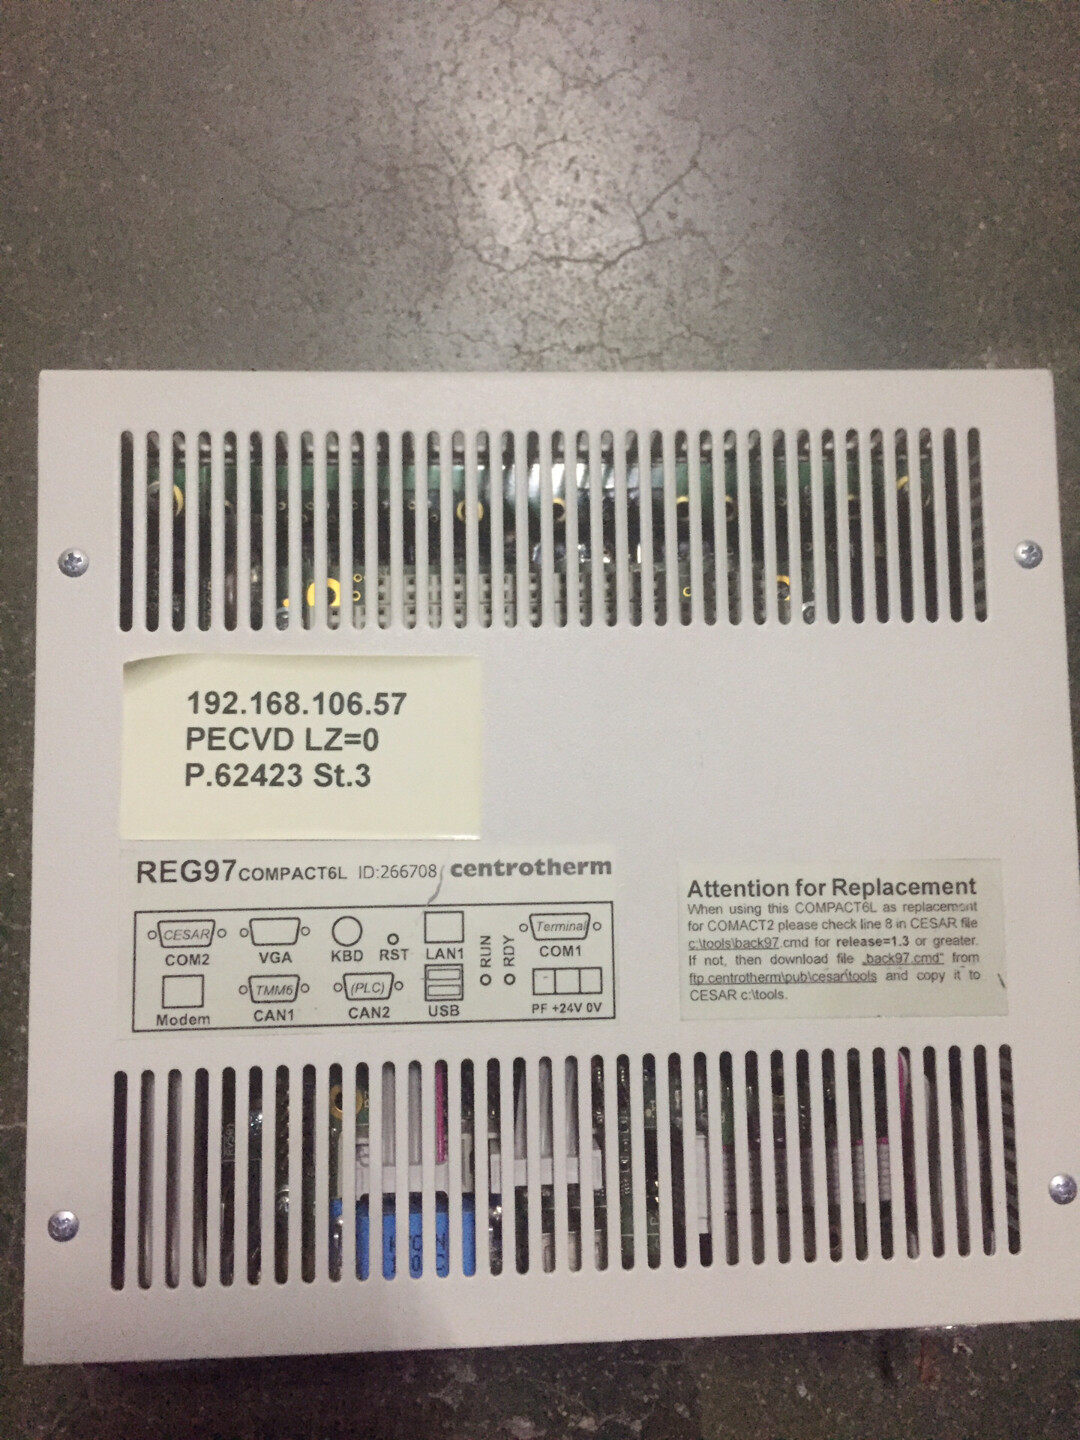 192.168.106.57
PECVD LZ=0
P.62423 St.3
REG97 COMPACT6L ID:266708 centrotherm
CESAR
COM2
VGA
KBD
RST
LAN1
RUN
RDY
Terminal
COM1
Modem
TMM6
CAN1
(PLC)
CAN2
USB
PF +24V 0V
Attention for Replacement
When using this COMPACT6L as replacement
for COMACT2 please check line 8 in CESAR file
c:\tools\back97.cmd for release=1.3 or greater.
If not, then download file „back97.cmd“ from
ftp centrotherm\pub\cesar\tools and copy it to
CESAR c:\tools.